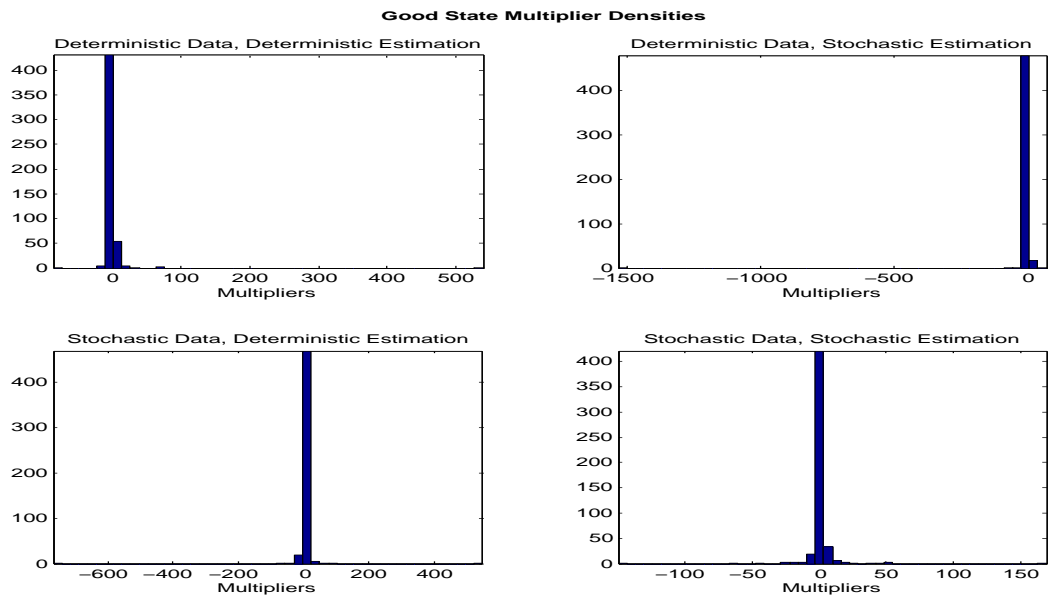 Good State Multiplier Densities
Deterministic Data, Deterministic Estimation
400
350
300
250
200
150
100
50
0
0 100 200 300 400 500
Multipliers
Deterministic Data, Stochastic Estimation
400
300
200
100
0
−1500 −1000 −500 0
Multipliers
Stochastic Data, Deterministic Estimation
400
300
200
100
0
−600 −400 −200 0 200 400
Multipliers
Stochastic Data, Stochastic Estimation
400
350
300
250
200
150
100
50
0
−100 −50 0 50 100 150
Multipliers